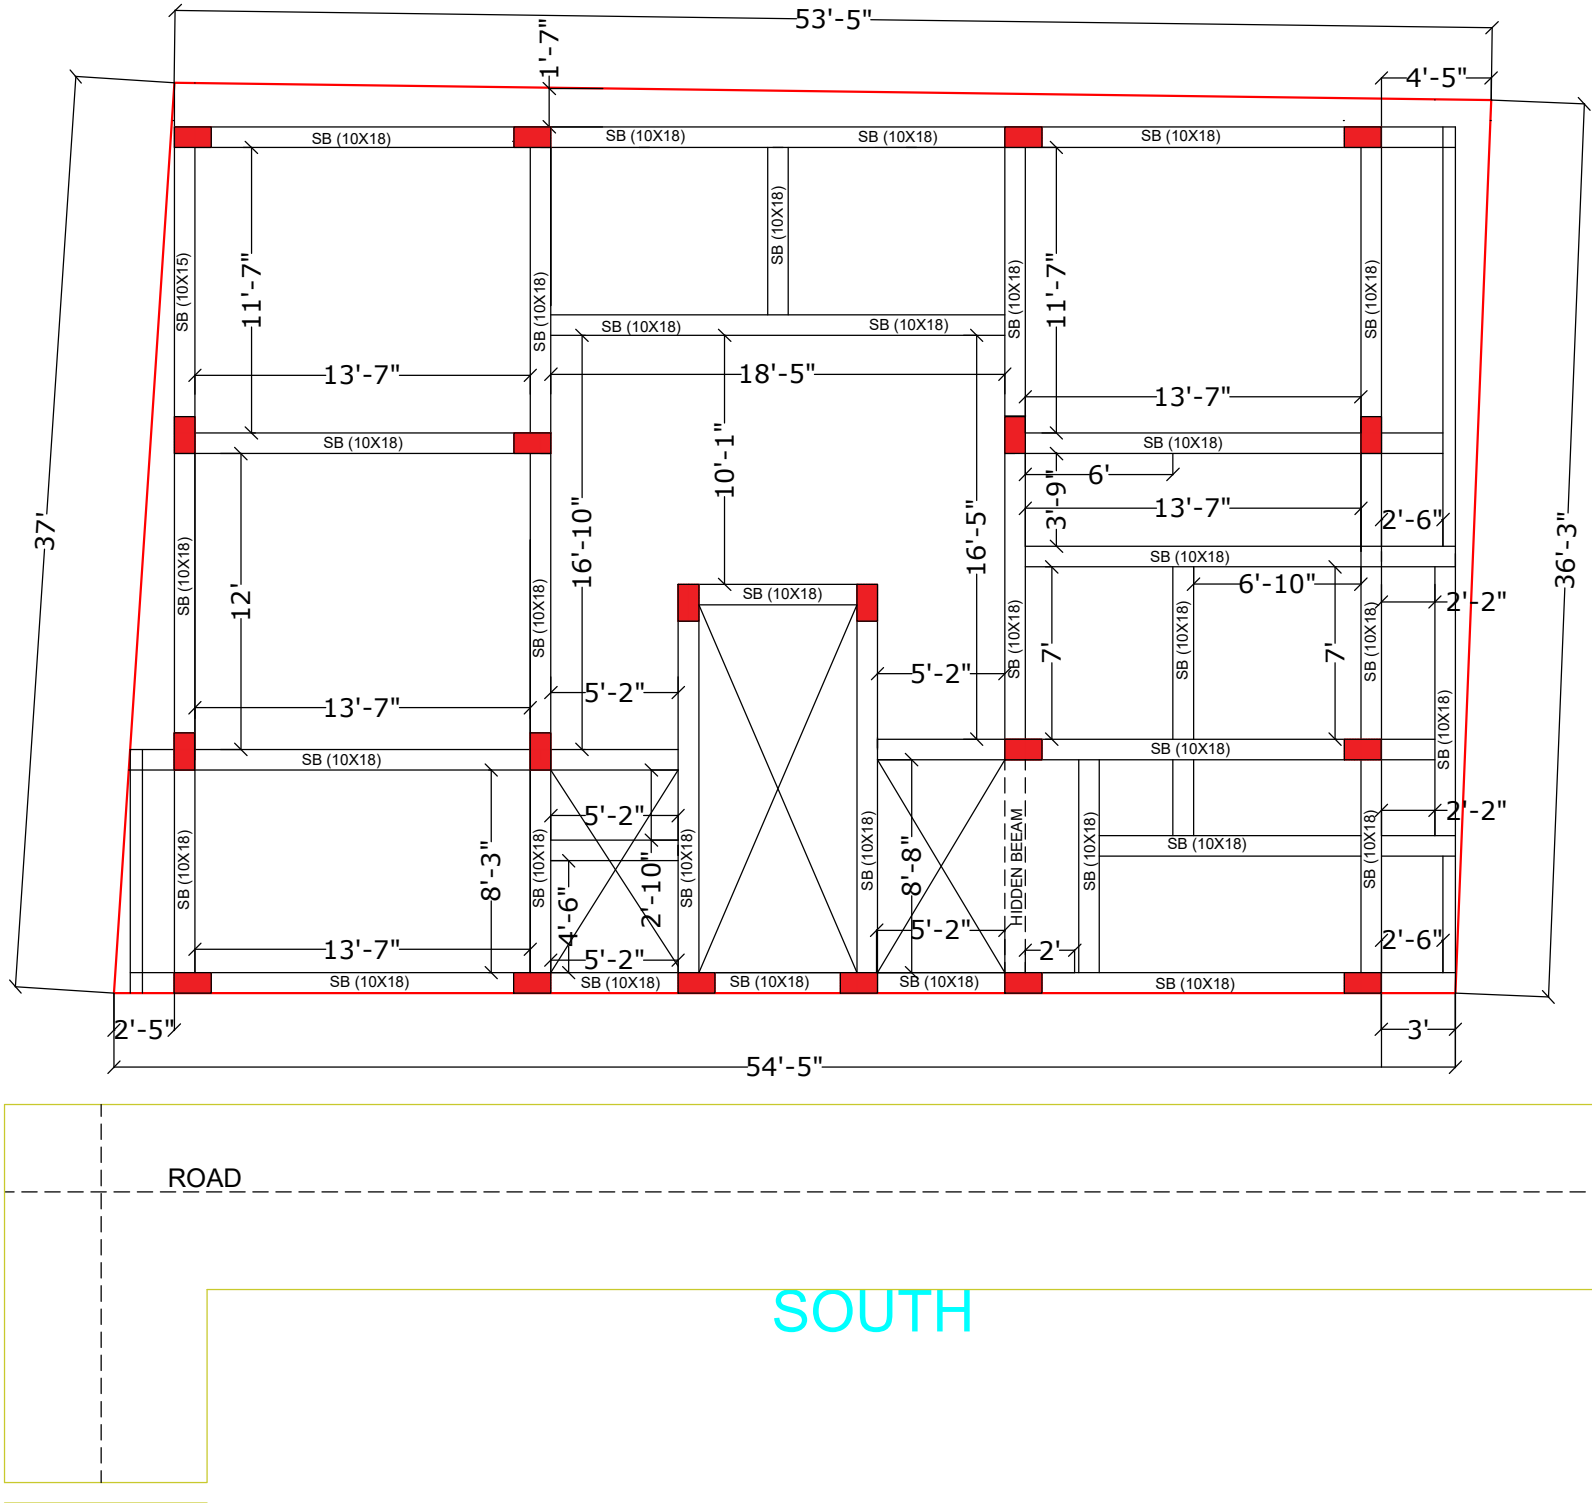 53'-5"
1'-7"
4'-5"
SB (10X18)
SB (10X18)
SB (10X18)
SB (10X18)
SB (10X18)
SB (10X15)
11'-7"
SB (10X18)
SB (10X18)
11'-7"
SB (10X18)
SB (10X18)
SB (10X18)
13'-7"
18'-5"
13'-7"
SB (10X18)
10'-1"
SB (10X18)
6'
3'-9"
13'-7"
2'-6"
37'
16'-10"
16'-5"
36'-3"
SB (10X18)
SB (10X18)
12'
SB (10X18)
SB (10X18)
6'-10"
2'-2"
SB (10X18)
SB (10X18)
7'
SB (10X18)
7'
SB (10X18)
5'-2"
5'-2"
13'-7"
SB (10X18)
SB (10X18)
SB (10X18)
5'-2"
2'-2"
SB (10X18)
SB (10X18)
8'-3"
SB (10X18)
4'-6"
2'-10"
SB (10X18)
SB (10X18)
8'-8"
HIDDEN BEEAM
SB (10X18)
SB (10X18)
13'-7"
5'-2"
5'-2"
2'
2'-6"
SB (10X18)
SB (10X18)
SB (10X18)
SB (10X18)
SB (10X18)
2'-5"
3'
54'-5"
ROAD
SOUTH